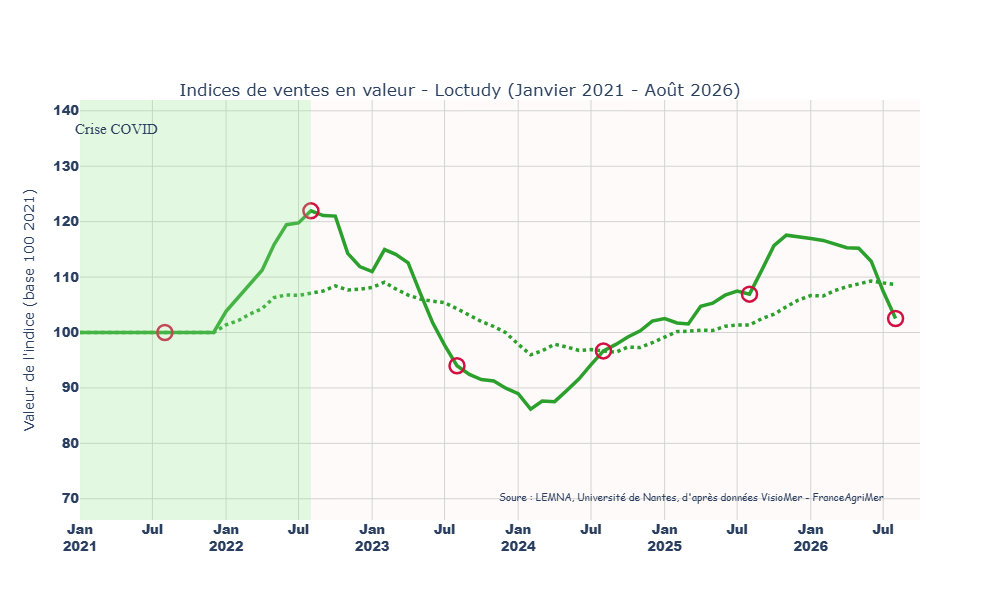 Indices de ventes en valeur - Loctudy (Janvier 2021 - Août 2026)
Valeur de l'indice (base 100 2021)
140
Crise COVID
130
120
110
100
90
80
70
Soure : LEMNA, Université de Nantes, d'après données VisioMer - FranceAgriMer
Jan Jul Jan Jul Jan Jul Jan Jul Jan Jul Jan Jul
2021 2022 2023 2024 2025 2026